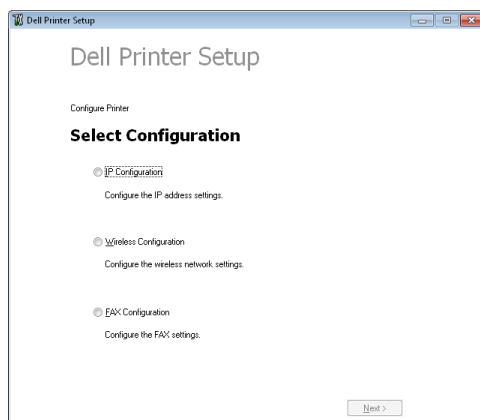 Dell Printer Setup
Dell Printer Setup
Configure Printer
Select Configuration
IP Configuration
Configure the IP address settings.
Wireless Configuration
Configure the wireless network settings.
FAX Configuration
Configure the FAX settings.
Next >